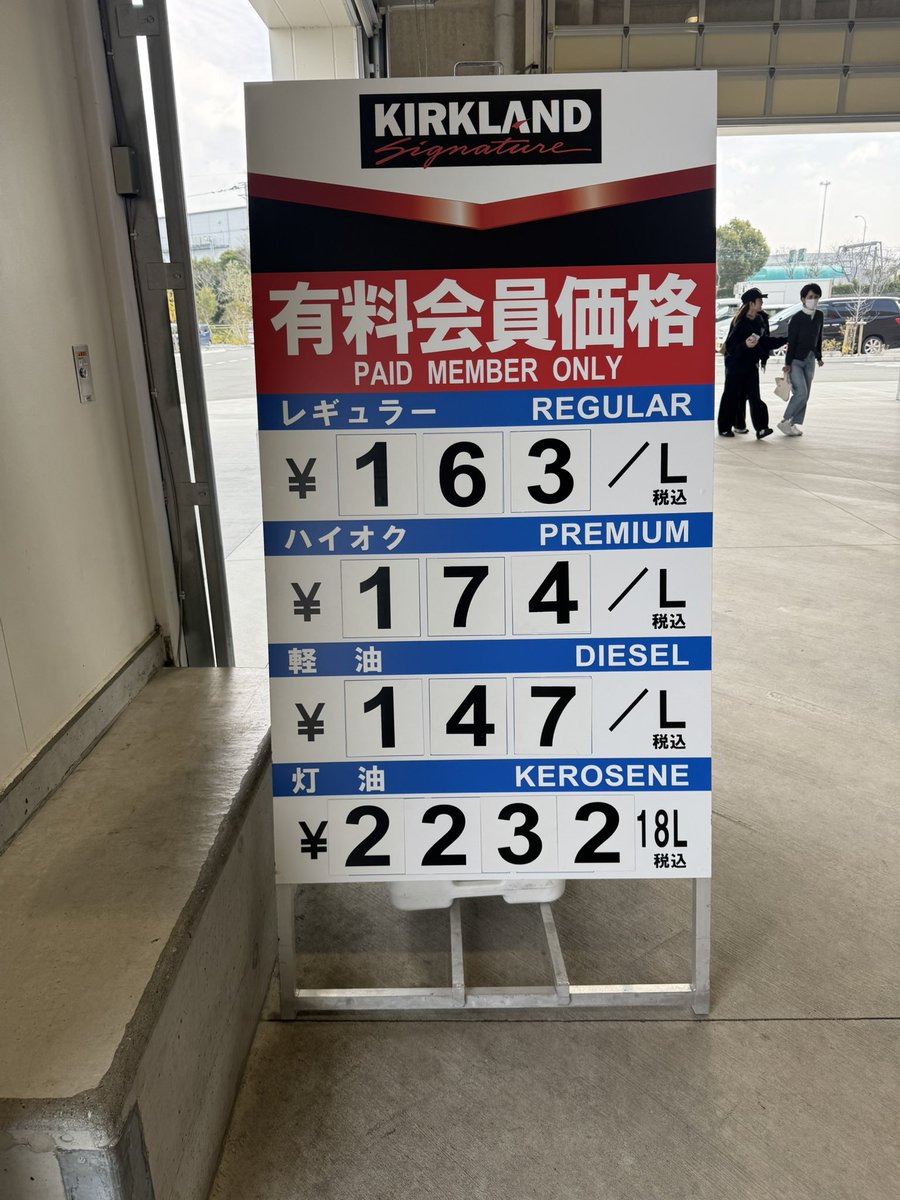 KIRKLAND
Signature
有料会員価格
PAID MEMBER ONLY
レギュラー REGULAR
¥ 163 /L 税込
ハイオク PREMIUM
¥ 174 /L 税込
軽油 DIESEL
¥ 147 /L 税込
灯油 KEROSENE
¥ 2232 18L 税込